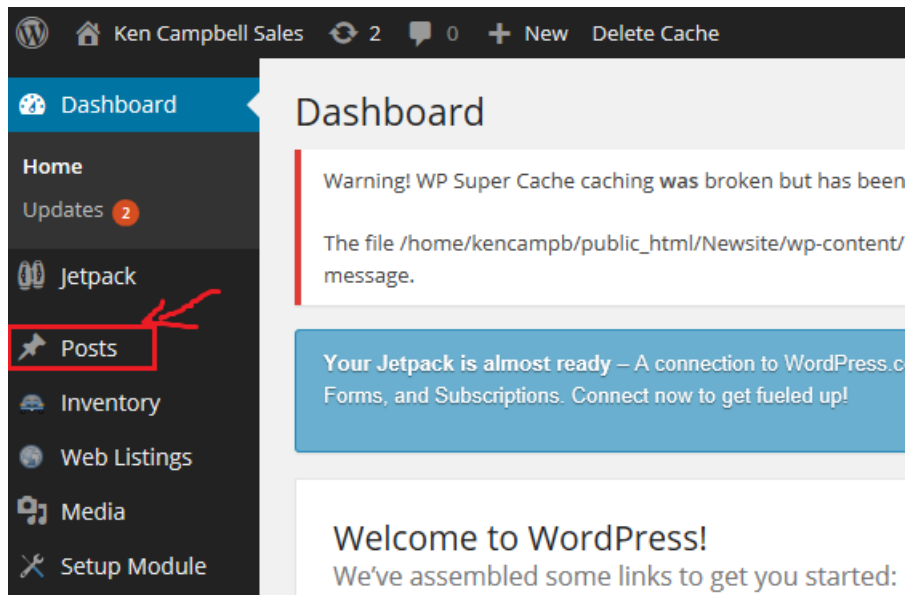 Ken Campbell Sales 2 0 + New Delete Cache
Dashboard
Home
Updates 2
Jetpack
Posts
Inventory
Web Listings
Media
Setup Module
Dashboard
Warning! WP Super Cache caching was broken but has been
The file /home/kencampb/public_html/Newsite/wp-content/
message.
Your Jetpack is almost ready – A connection to WordPress.c
Forms, and Subscriptions. Connect now to get fueled up!
Welcome to WordPress!
We've assembled some links to get you started: